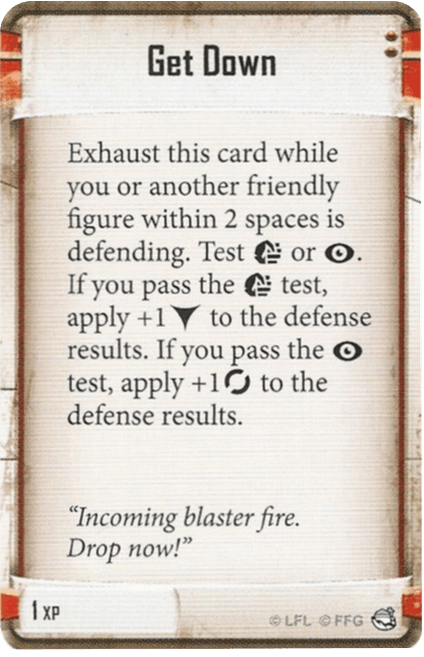 Get Down
Exhaust this card while
you or another friendly
figure within 2 spaces is
defending. Test or .
If you pass the test,
apply +1 to the defense
results. If you pass the
test, apply +1 to the
defense results.
“Incoming blaster fire.
Drop now!”
1 XP
© LFL © FFG